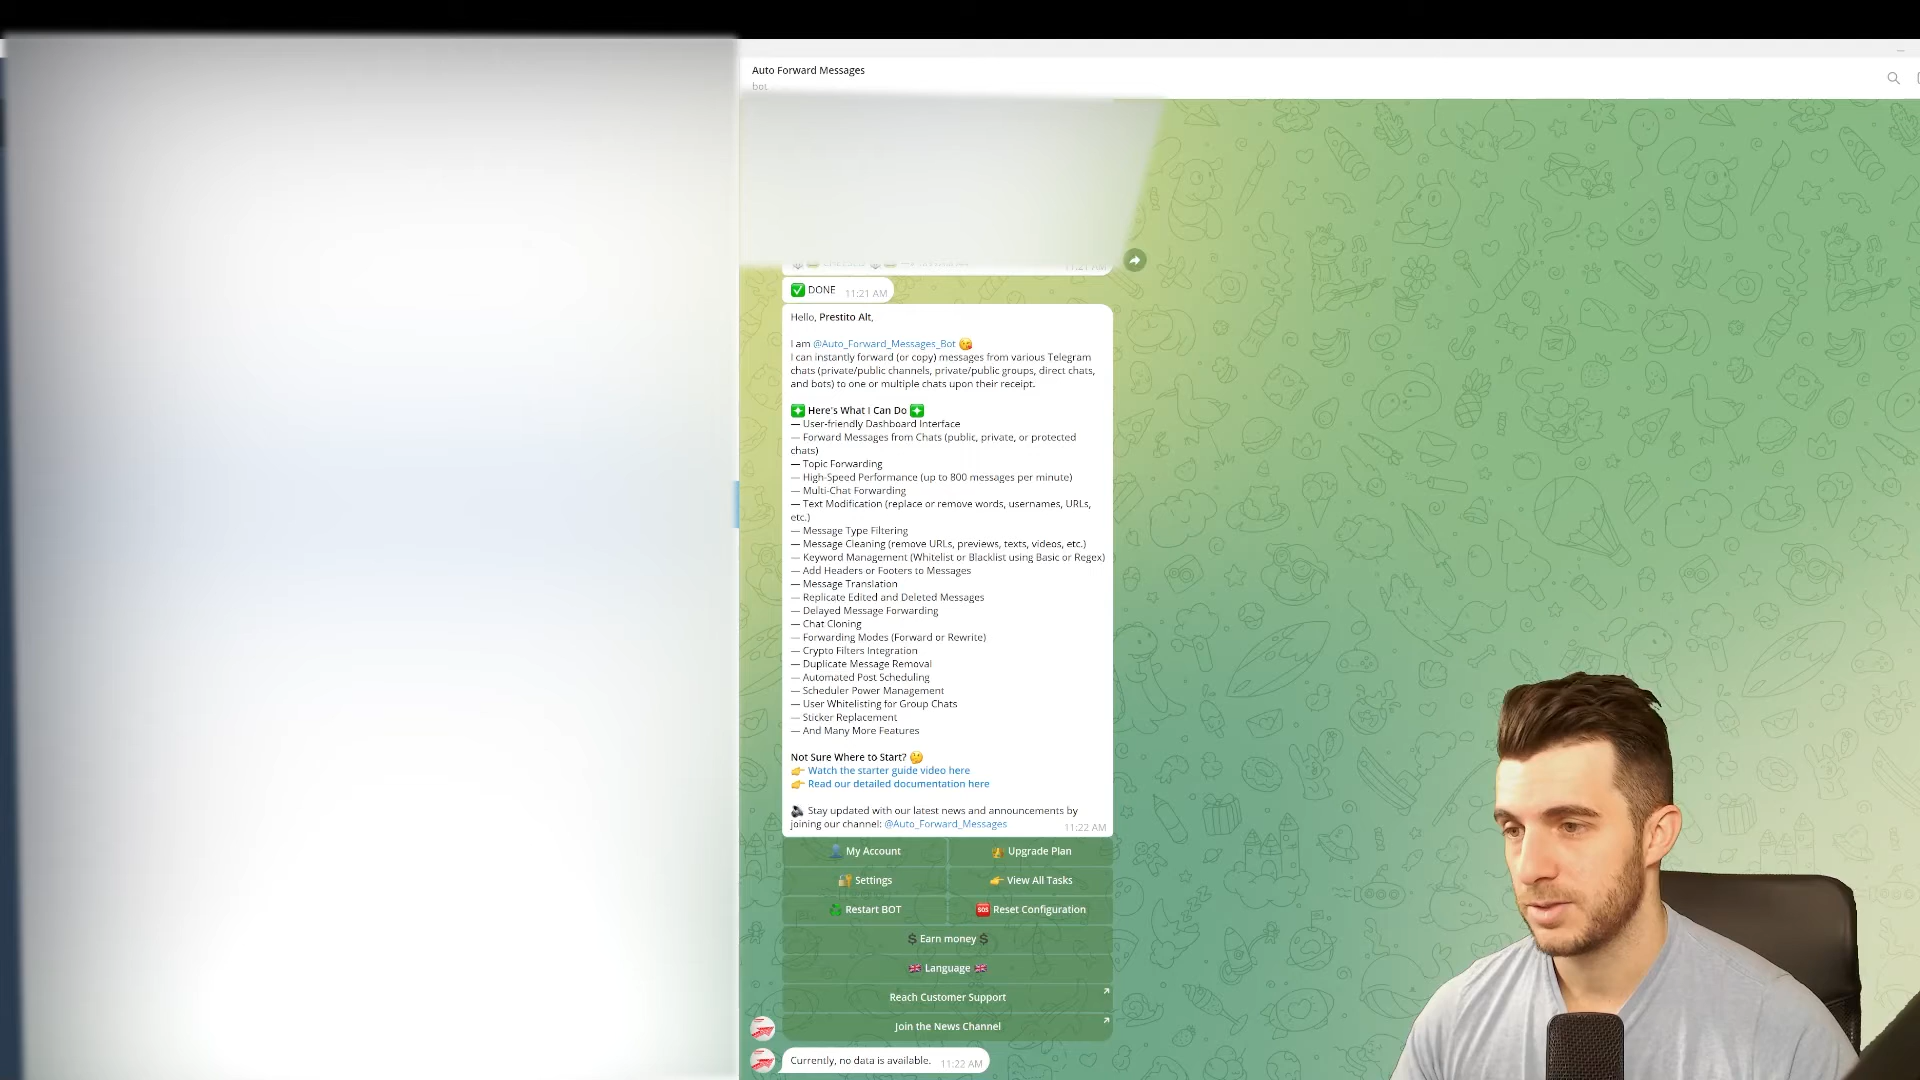 Auto Forward Messages
bot
11:21 AM
✅ DONE 11:21 AM
Hello, Prestito Alt,
I am @Auto_Forward_Messages_Bot 😘
I can instantly forward (or copy) messages from various Telegram
chats (private/public channels, private/public groups, direct chats,
and bots) to one or multiple chats upon their receipt.
Here's What I Can Do
— User-friendly Dashboard Interface
— Forward Messages from Chats (public, private, or protected
chats)
— Topic Forwarding
— High-Speed Performance (up to 800 messages per minute)
— Multi-Chat Forwarding
— Text Modification (replace or remove words, usernames, URLs,
etc.)
— Message Type Filtering
— Message Cleaning (remove URLs, previews, texts, videos, etc.)
— Keyword Management (Whitelist or Blacklist using Basic or Regex)
— Add Headers or Footers to Messages
— Message Translation
— Replicate Edited and Deleted Messages
— Delayed Message Forwarding
— Chat Cloning
— Forwarding Modes (Forward or Rewrite)
— Crypto Filters Integration
— Duplicate Message Removal
— Automated Post Scheduling
— Scheduler Power Management
— User Whitelisting for Group Chats
— Sticker Replacement
— And Many More Features
Not Sure Where to Start? 🤔
👉 Watch the starter guide video here
👉 Read our detailed documentation here
🔊 Stay updated with our latest news and announcements by
joining our channel: @Auto_Forward_Messages 11:22 AM
My Account
Upgrade Plan
Settings
View All Tasks
Restart BOT
🆘 Reset Configuration
$ Earn money $
🇬🇧 Language 🇬🇧
Reach Customer Support
Join the News Channel
Currently, no data is available. 11:22 AM